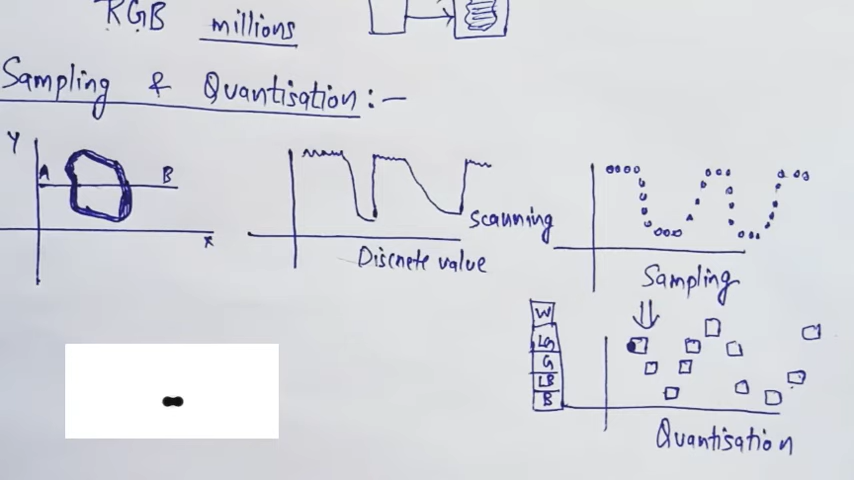 RGB millions
Sampling & Quantisation :-
Y
A B
x
Scanning
Discrete value
Sampling
W
LG
G
LB
B
Quantisation